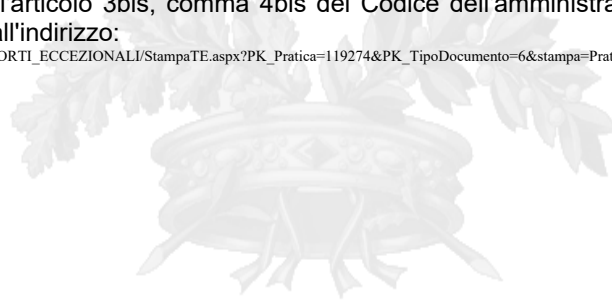 l'articolo 3bis, comma 4bis del Codice dell'amministra
all'indirizzo:
ORTI_ECCEZIONALI/StampaTE.aspx?PK_Pratica=119274&PK_TipoDocumento=6&stampa=Prat